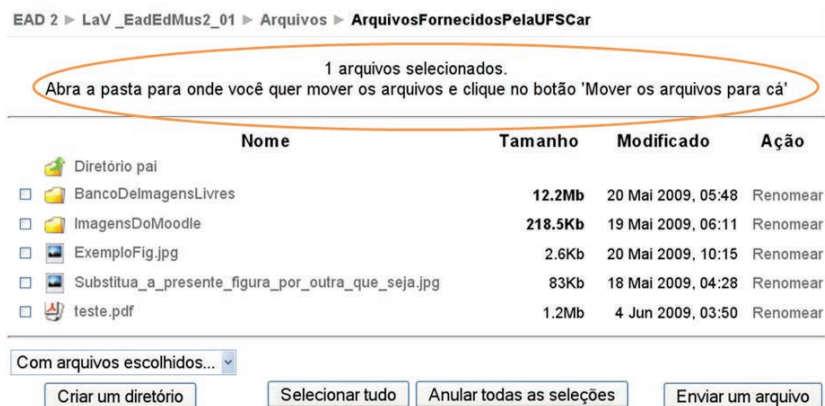 EAD 2 ► LaV _EadEdMus2_01 ► Arquivos ► ArquivosFornecidosPelaUFSCar
1 arquivos selecionados.
Abra a pasta para onde você quer mover os arquivos e clique no botão 'Mover os arquivos para cá'
Nome Tamanho Modificado Ação
Diretório pai
BancoDeImagensLivres 12.2Mb 20 Mai 2009, 05:48 Renomear
ImagensDoMoodle 218.5Kb 19 Mai 2009, 06:11 Renomear
ExemploFig.jpg 2.6Kb 20 Mai 2009, 10:15 Renomear
Substitua_a_presente_figura_por_outra_que_seja.jpg 83Kb 18 Mai 2009, 04:28 Renomear
teste.pdf 1.2Mb 4 Jun 2009, 03:50 Renomear
Com arquivos escolhidos...
Criar um diretório Selecionar tudo Anular todas as seleções Enviar um arquivo